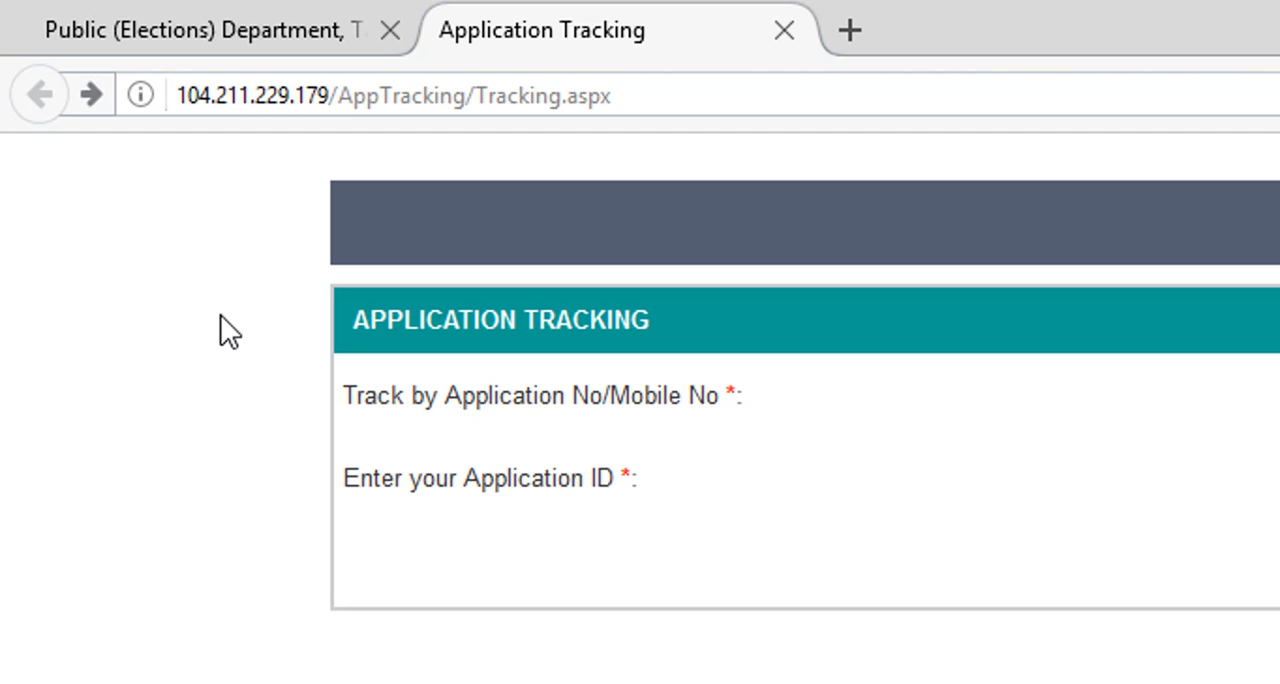 Public (Elections) Department, T
Application Tracking
104.211.229.179/AppTracking/Tracking.aspx
APPLICATION TRACKING
Track by Application No/Mobile No *:
Enter your Application ID *: